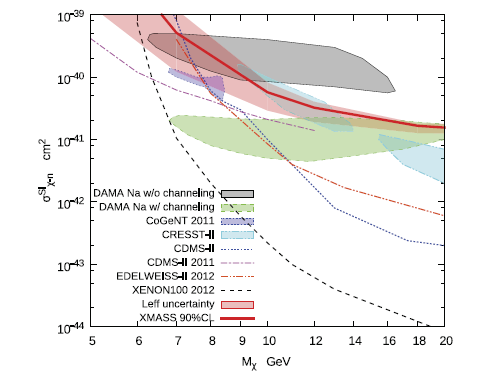 10⁻³⁹
10⁻⁴⁰
10⁻⁴¹
10⁻⁴²
10⁻⁴³
10⁻⁴⁴
σ^SI_χ-n cm²
DAMA Na w/o channeling
DAMA Na w/ channeling
CoGeNT 2011
CRESST-II
CDMS-II
CDMS-II 2011
EDELWEISS-II 2012
XENON100 2012
Leff uncertainty
XMASS 90%CL
5 6 7 8 9 10 12 14 16 18 20
Mχ GeV